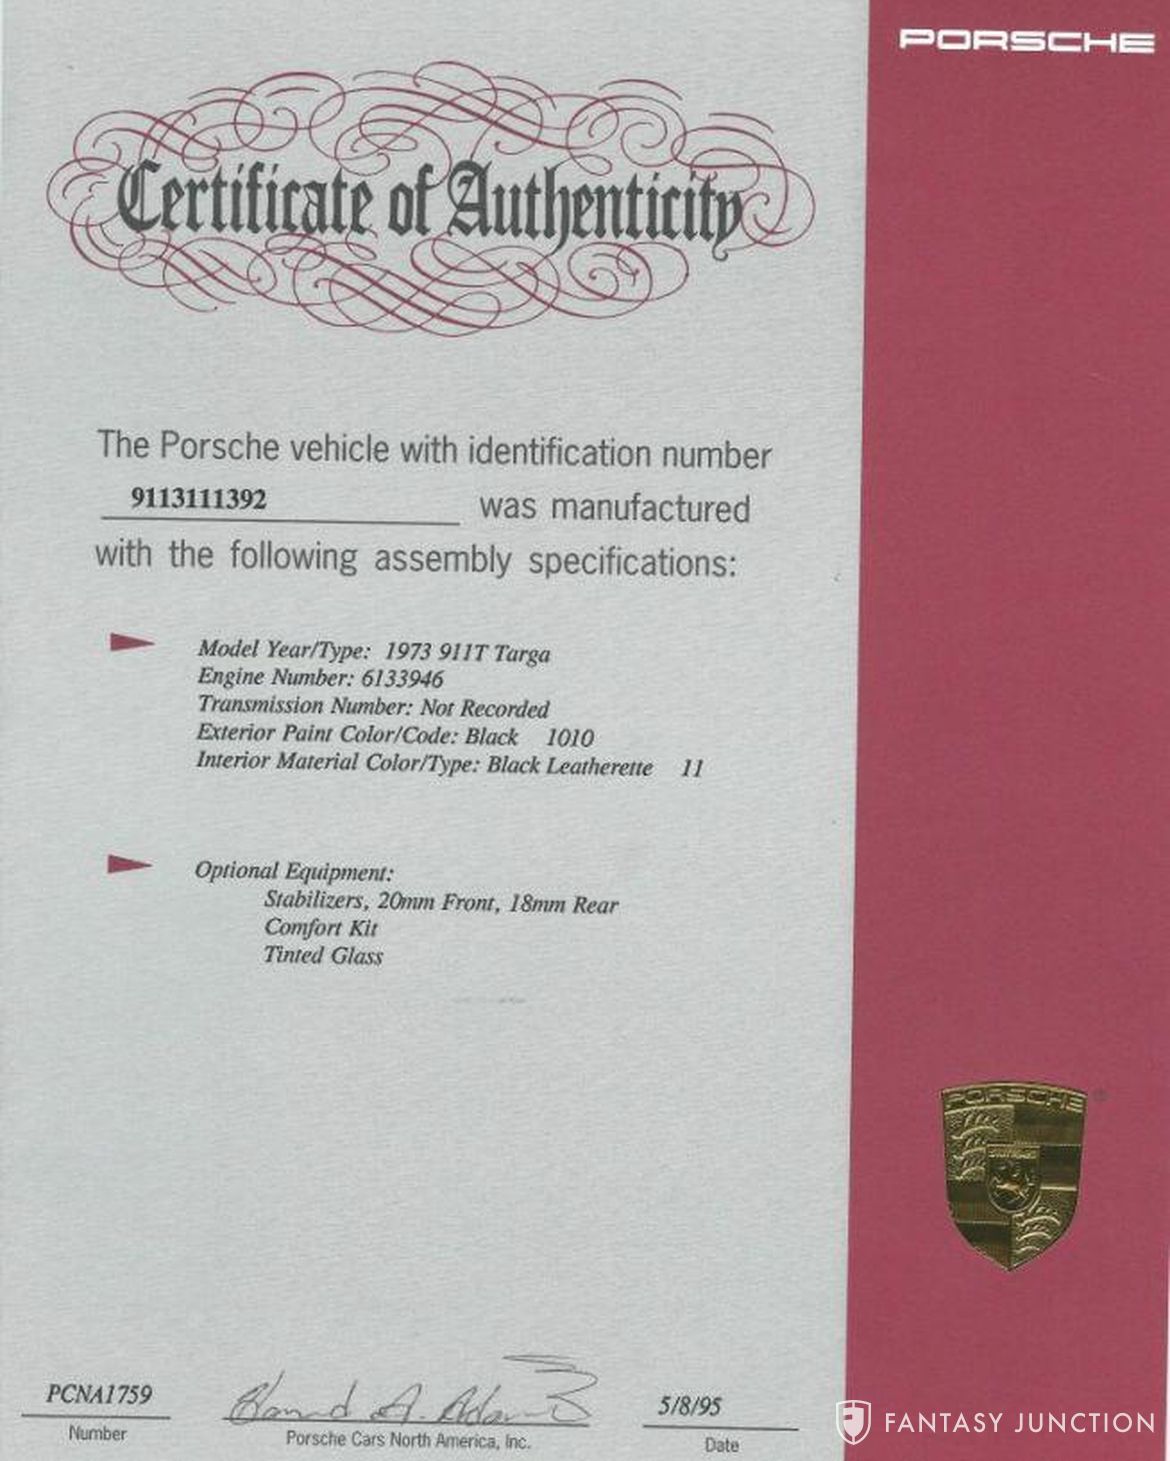 PORSCHE
Certificate of Authenticity
The Porsche vehicle with identification number
9113111392 was manufactured
with the following assembly specifications:
Model Year/Type: 1973 911T Targa
Engine Number: 6133946
Transmission Number: Not Recorded
Exterior Paint Color/Code: Black 1010
Interior Material Color/Type: Black Leatherette 11
Optional Equipment:
Stabilizers, 20mm Front, 18mm Rear
Comfort Kit
Tinted Glass
PORSCHE
PCNA1759
Number
Porsche Cars North America, Inc.
5/8/95
Date
FANTASY JUNCTION